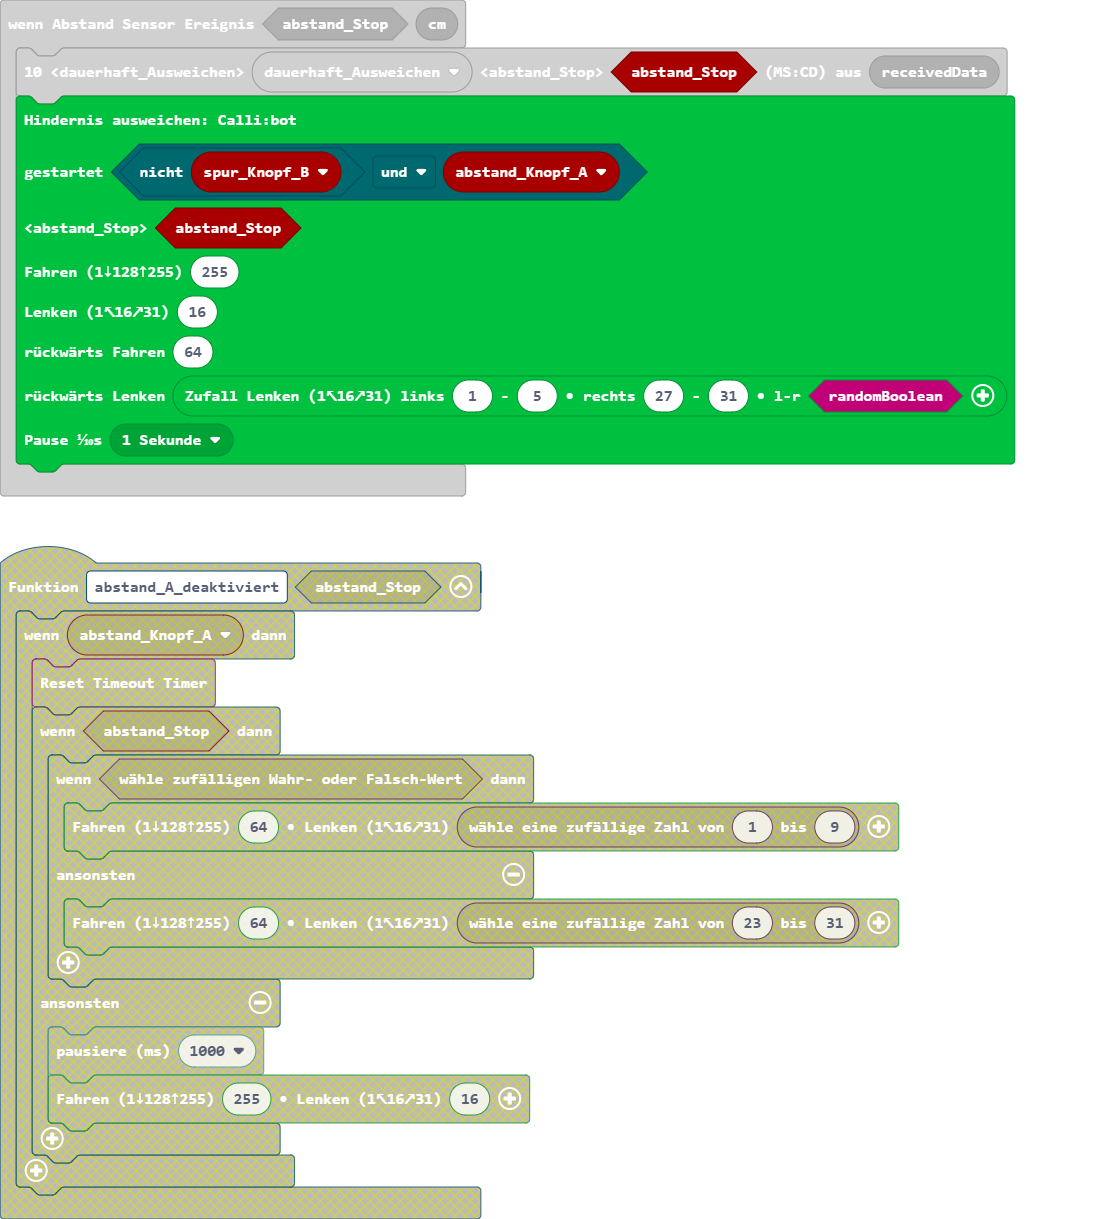 wenn Abstand Sensor Ereignis abstand_Stop cm
10 <dauerhaft_Ausweichen> dauerhaft_Ausweichen <abstand_Stop> abstand_Stop (MS:CD) aus receivedData
Hindernis ausweichen: Calli:bot
gestartet nicht spur_Knopf_B und abstand_Knopf_A
<abstand_Stop> abstand_Stop
Fahren (1↓128↑255) 255
Lenken (1↖16↗31) 16
rückwärts Fahren 64
rückwärts Lenken Zufall Lenken (1↖16↗31) links 1 - 5 • rechts 27 - 31 • l-r randomBoolean
Pause ⅒s 1 Sekunde
Funktion abstand_A_deaktiviert abstand_Stop
wenn abstand_Knopf_A dann
Reset Timeout Timer
wenn abstand_Stop dann
wenn wähle zufälligen Wahr- oder Falsch-Wert dann
Fahren (1↓128↑255) 64 • Lenken (1↖16↗31) wähle eine zufällige Zahl von 1 bis 9
ansonsten
Fahren (1↓128↑255) 64 • Lenken (1↖16↗31) wähle eine zufällige Zahl von 23 bis 31
ansonsten
pausiere (ms) 1000
Fahren (1↓128↑255) 255 • Lenken (1↖16↗31) 16